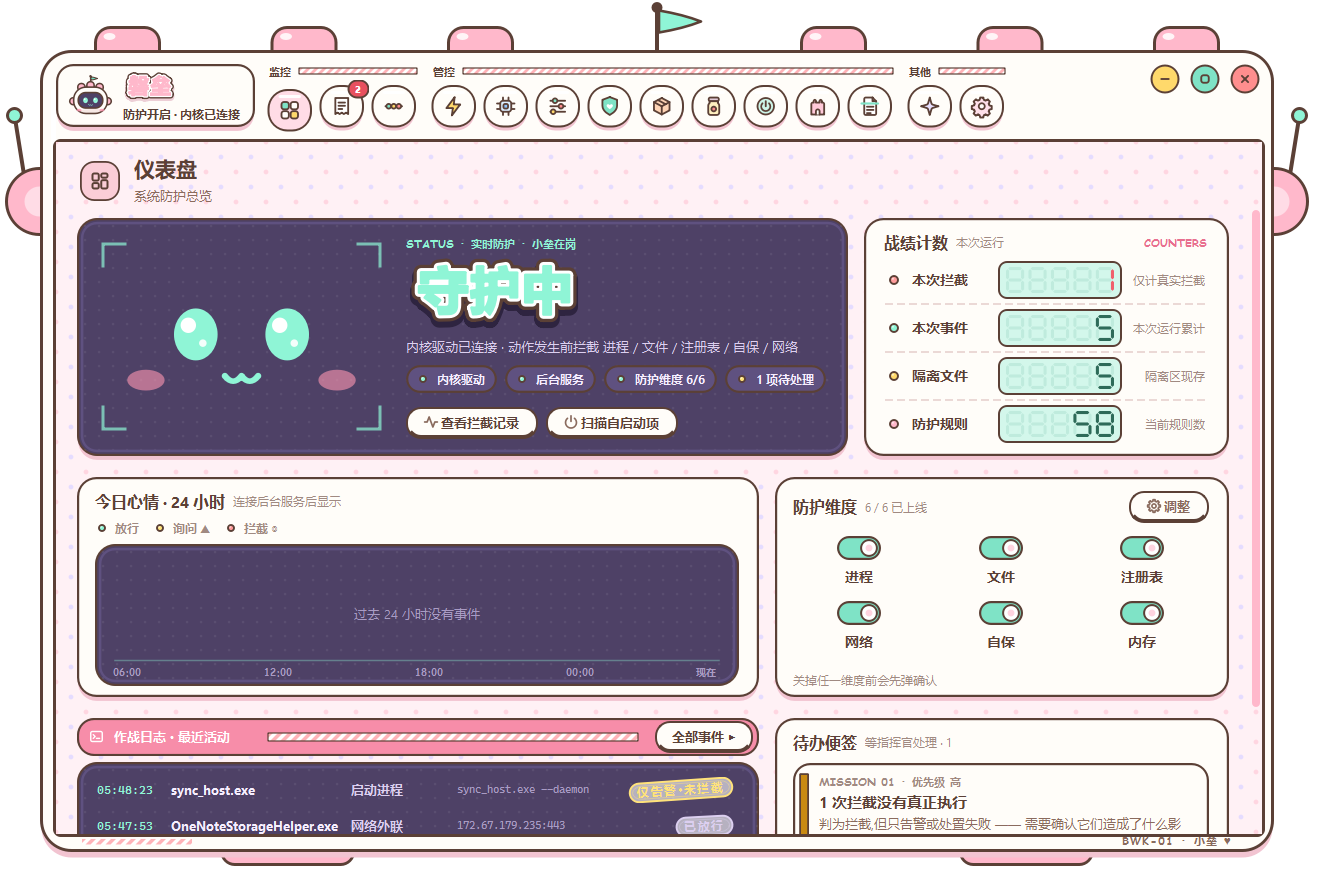 监控
管控
其他
2
防护开启 · 内核已连接
仪表盘
系统防护总览
STATUS · 实时防护 · 小垒在岗
守护中
内核驱动已连接 · 动作发生前拦截 进程 / 文件 / 注册表 / 自保 / 网络
内核驱动
后台服务
防护维度 6/6
1 项待处理
查看拦截记录
扫描自启动项
战绩计数 本次运行
COUNTERS
本次拦截 1 仅计真实拦截
本次事件 5 本次运行累计
隔离文件 5 隔离区现存
防护规则 58 当前规则数
今日心情 · 24 小时 连接后台服务后显示
放行 询问 拦截
过去 24 小时没有事件
06:00 12:00 18:00 00:00 现在
防护维度 6 / 6 已上线
调整
进程 文件 注册表
网络 自保 内存
关掉任一维度前会先弹确认
作战日志 · 最近活动
全部事件 ▸
05:48:23 sync_host.exe 启动进程 sync_host.exe --daemon 仅告警·未拦截
05:47:53 OneNoteStorageHelper.exe 网络外联 172.67.179.235:443 已放行
待办便签 等指挥官处理 · 1
MISSION 01 · 优先级 高
1 次拦截没有真正执行
判为拦截,但只告警或处置失败 —— 需要确认它们造成了什么影
BWK-01 · 小垒 ♥